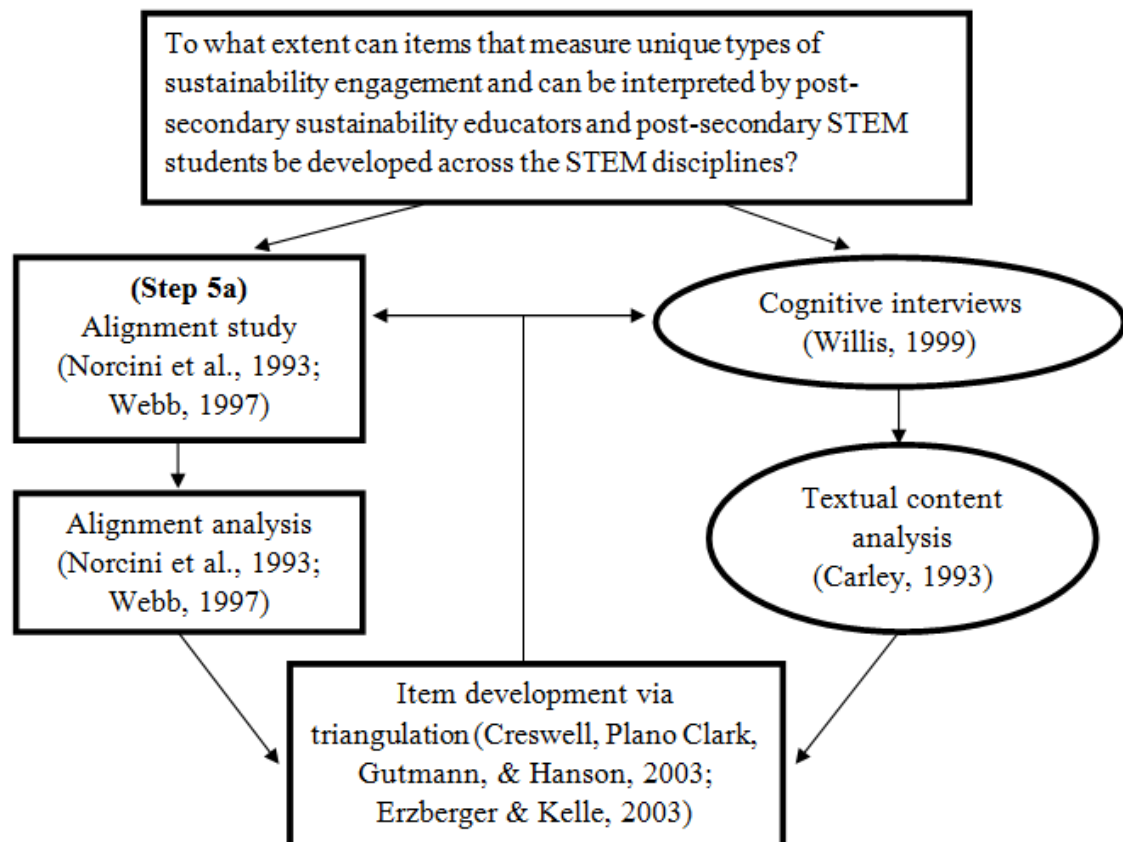 To what extent can items that measure unique types of
sustainability engagement and can be interpreted by post-
secondary sustainability educators and post-secondary STEM
students be developed across the STEM disciplines?
(Step 5a)
Alignment study
(Norcini et al., 1993;
Webb, 1997)
Cognitive interviews
(Willis, 1999)
Alignment analysis
(Norcini et al., 1993;
Webb, 1997)
Textual content
analysis
(Carley, 1993)
Item development via
triangulation (Creswell, Plano Clark,
Gutmann, & Hanson, 2003;
Erzberger & Kelle, 2003)